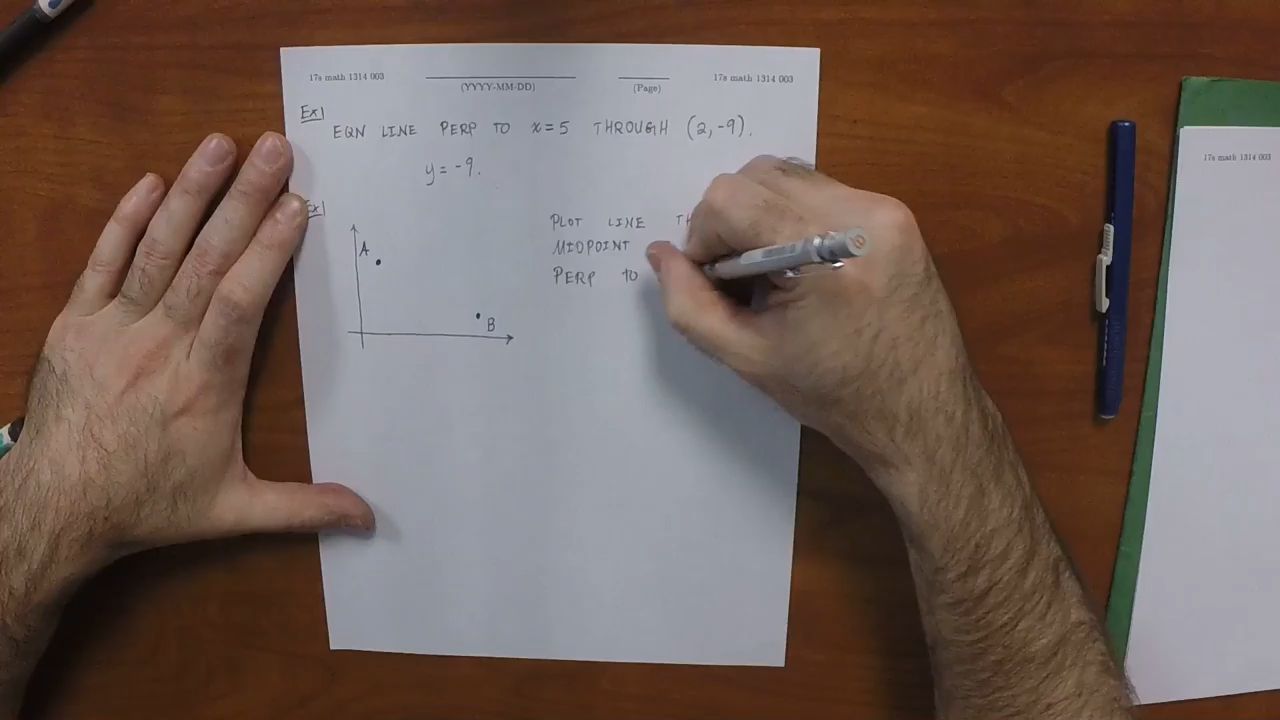 17s math 1314 003
(YYYY-MM-DD)
(Page)
17s math 1314 003
Ex1
EQN LINE PERP TO x=5 THROUGH (2,-9).
y=-9.
Ex1
PLOT LINE
MIDPOINT
PERP TO
A
B
17s math 1314 003